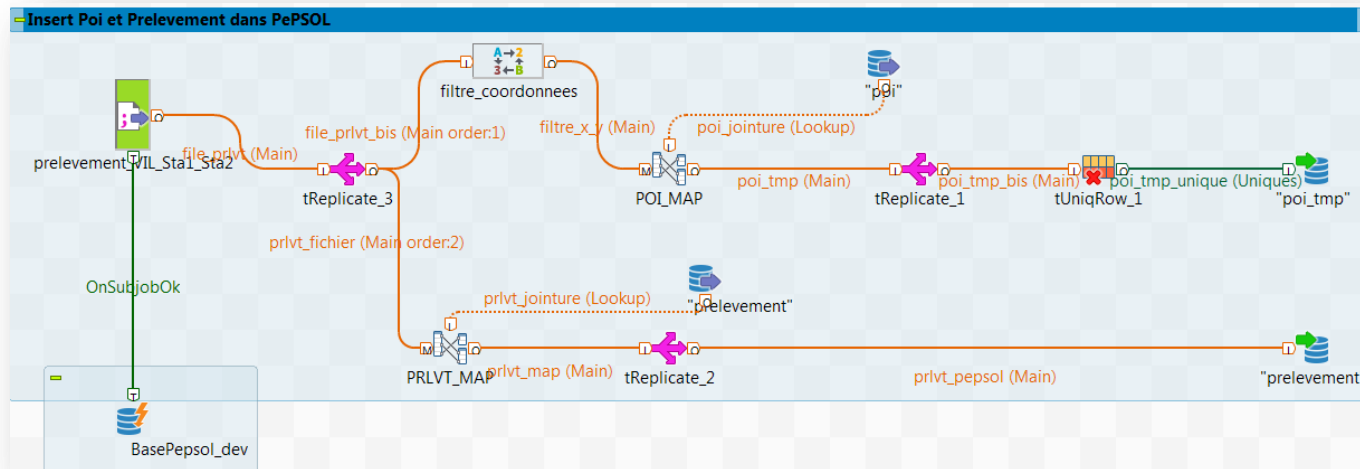 Insert Poi et Prelevement dans PePSOL
A 2
3 B
filtre_coordonnees
"poi"
file_prlvt_bis (Main order:1)
filtre_x_y (Main)
poi_jointure (Lookup)
prelevement_VIL_Sta1_Sta2
file_prlvt (Main)
tReplicate_3
POI_MAP
poi_tmp (Main)
tReplicate_1
poi_tmp_bis (Main)
tUniqRow_1
poi_tmp_unique (Uniques)
"poi_tmp"
prlvt_fichier (Main order:2)
OnSubjobOk
prlvt_jointure (Lookup)
"prelevement"
PRLVT_MAP
prlvt_map (Main)
tReplicate_2
prlvt_pepsol (Main)
"prelevement
BasePepsol_dev